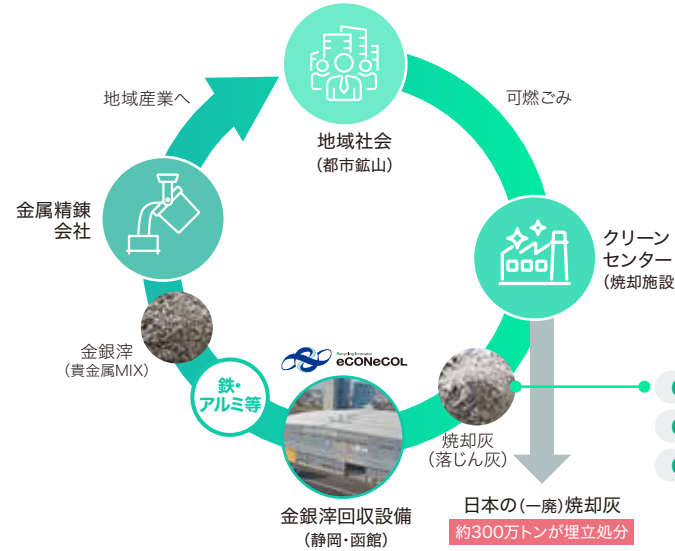 地域産業へ
可燃ごみ
地域社会
(都市鉱山)
金属精錬
会社
クリーン
センター
(焼却施設)
金銀滓
(貴金属MIX)
鉄・
アルミ等
Recycling Innovator
eCONeCOL
焼却灰
(落じん灰)
金銀滓回収設備
(静岡・函館)
日本の(一廃)焼却灰
約300万トンが埋立処分